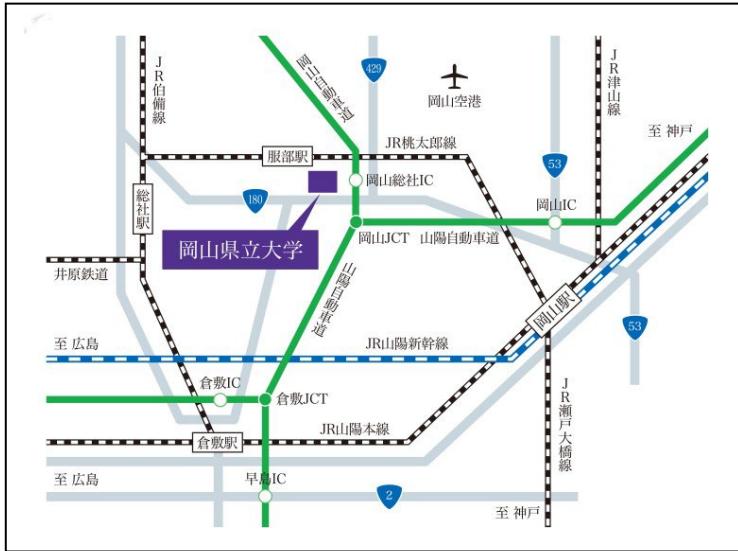 JR伯備線
岡山自動車道
429
岡山空港
JR津山線
至 神戸
服部駅
JR桃太郎線
53
総社駅
180
岡山総社IC
岡山IC
岡山県立大学
岡山JCT
山陽自動車道
井原鉄道
山陽自動車道
岡山駅
53
至 広島
JR山陽新幹線
倉敷IC
倉敷JCT
JR瀬戸大橋線
倉敷駅
JR山陽本線
至 広島
早島IC
2
至 神戸